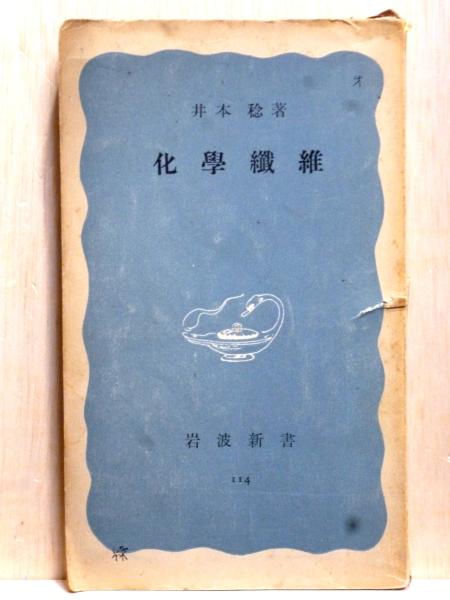 井本 稔 著
化學纖維
岩波新書
114